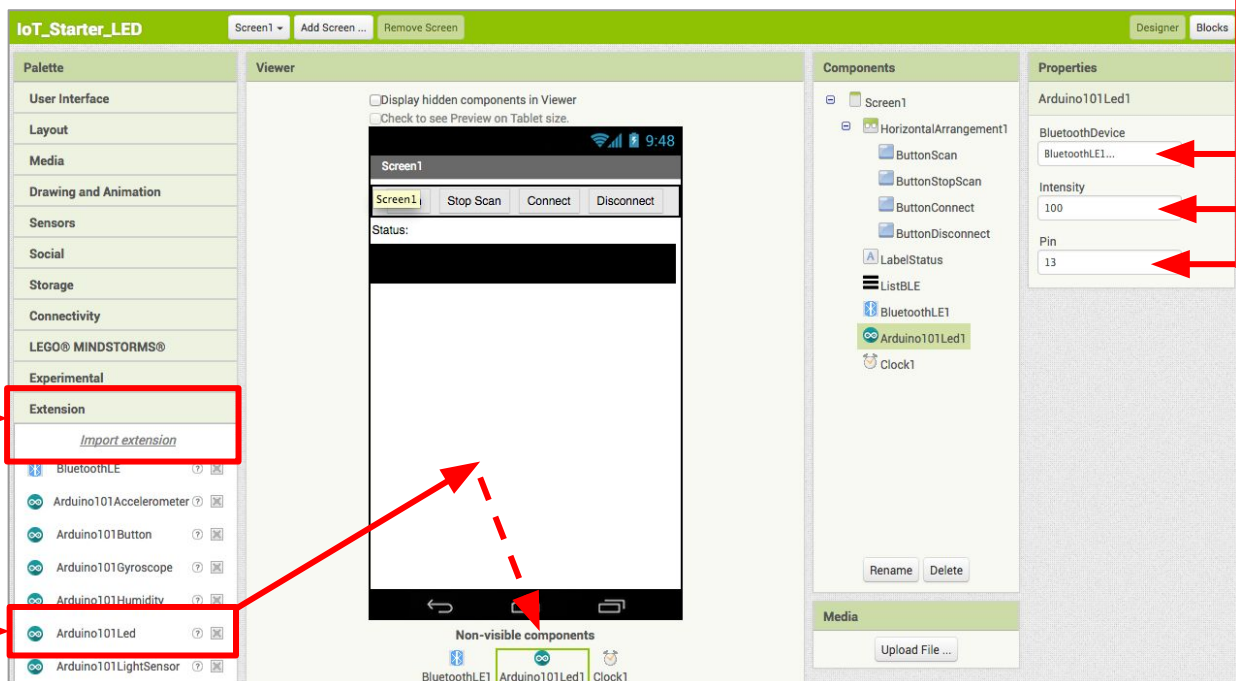 IoT_Starter_LED
Screen1
Add Screen ...
Remove Screen
Designer
Blocks
Palette
User Interface
Layout
Media
Drawing and Animation
Sensors
Social
Storage
Connectivity
LEGO® MINDSTORMS®
Experimental
Extension
Import extension
BluetoothLE
Arduino101Accelerometer
Arduino101Button
Arduino101Gyroscope
Arduino101Humidity
Arduino101Led
Arduino101LightSensor
Viewer
Display hidden components in Viewer
Check to see Preview on Tablet size.
9:48
Screen1
Screen1
Stop Scan
Connect
Disconnect
Status:
Non-visible components
BluetoothLE1
Arduino101Led1
Clock1
Components
Screen1
HorizontalArrangement1
ButtonScan
ButtonStopScan
ButtonConnect
ButtonDisconnect
LabelStatus
ListBLE
BluetoothLE1
Arduino101Led1
Clock1
Rename
Delete
Media
Upload File ...
Properties
Arduino101Led1
BluetoothDevice
BluetoothLE1...
Intensity
100
Pin
13